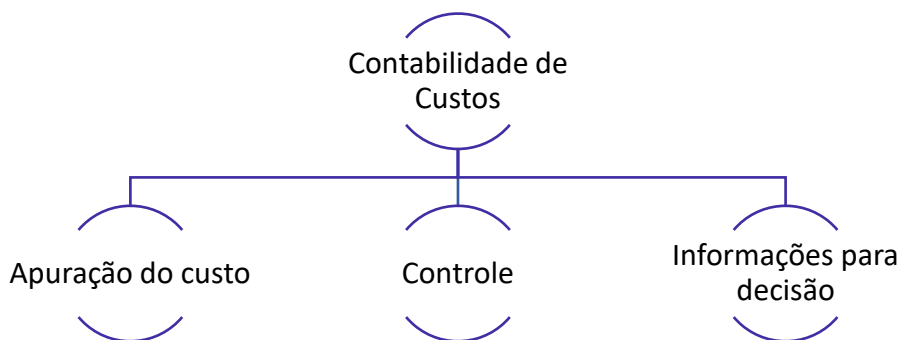 Contabilidade de
Custos
Apuração do custo
Controle
Informações para
decisão